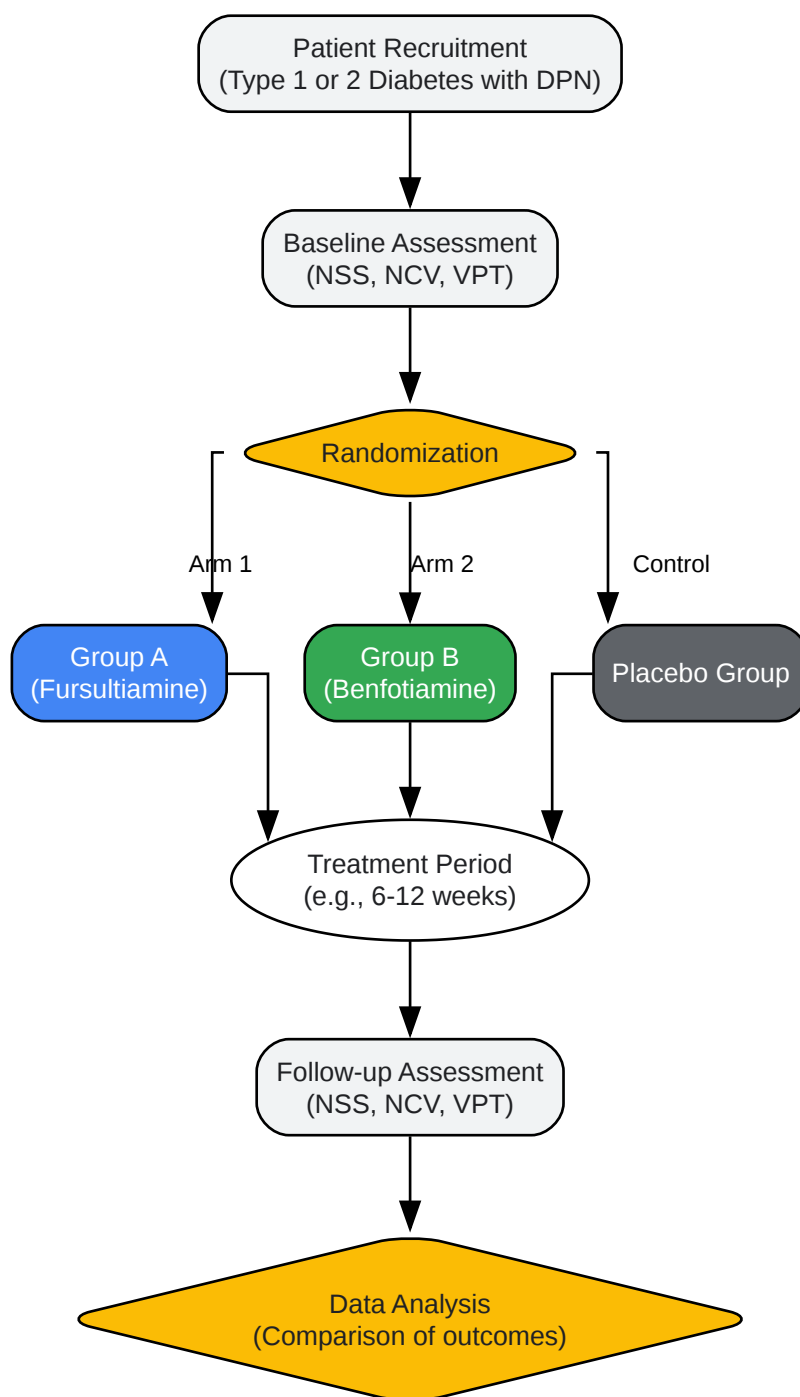 Patient Recruitment
(Type 1 or 2 Diabetes with DPN)
Baseline Assessment
(NSS, NCV, VPT)
Randomization
Arm 1
Arm 2
Control
Group A
(Fursultiamine)
Group B
(Benfotiamine)
Placebo Group
Treatment Period
(e.g., 6-12 weeks)
Follow-up Assessment
(NSS, NCV, VPT)
Data Analysis
(Comparison of outcomes)